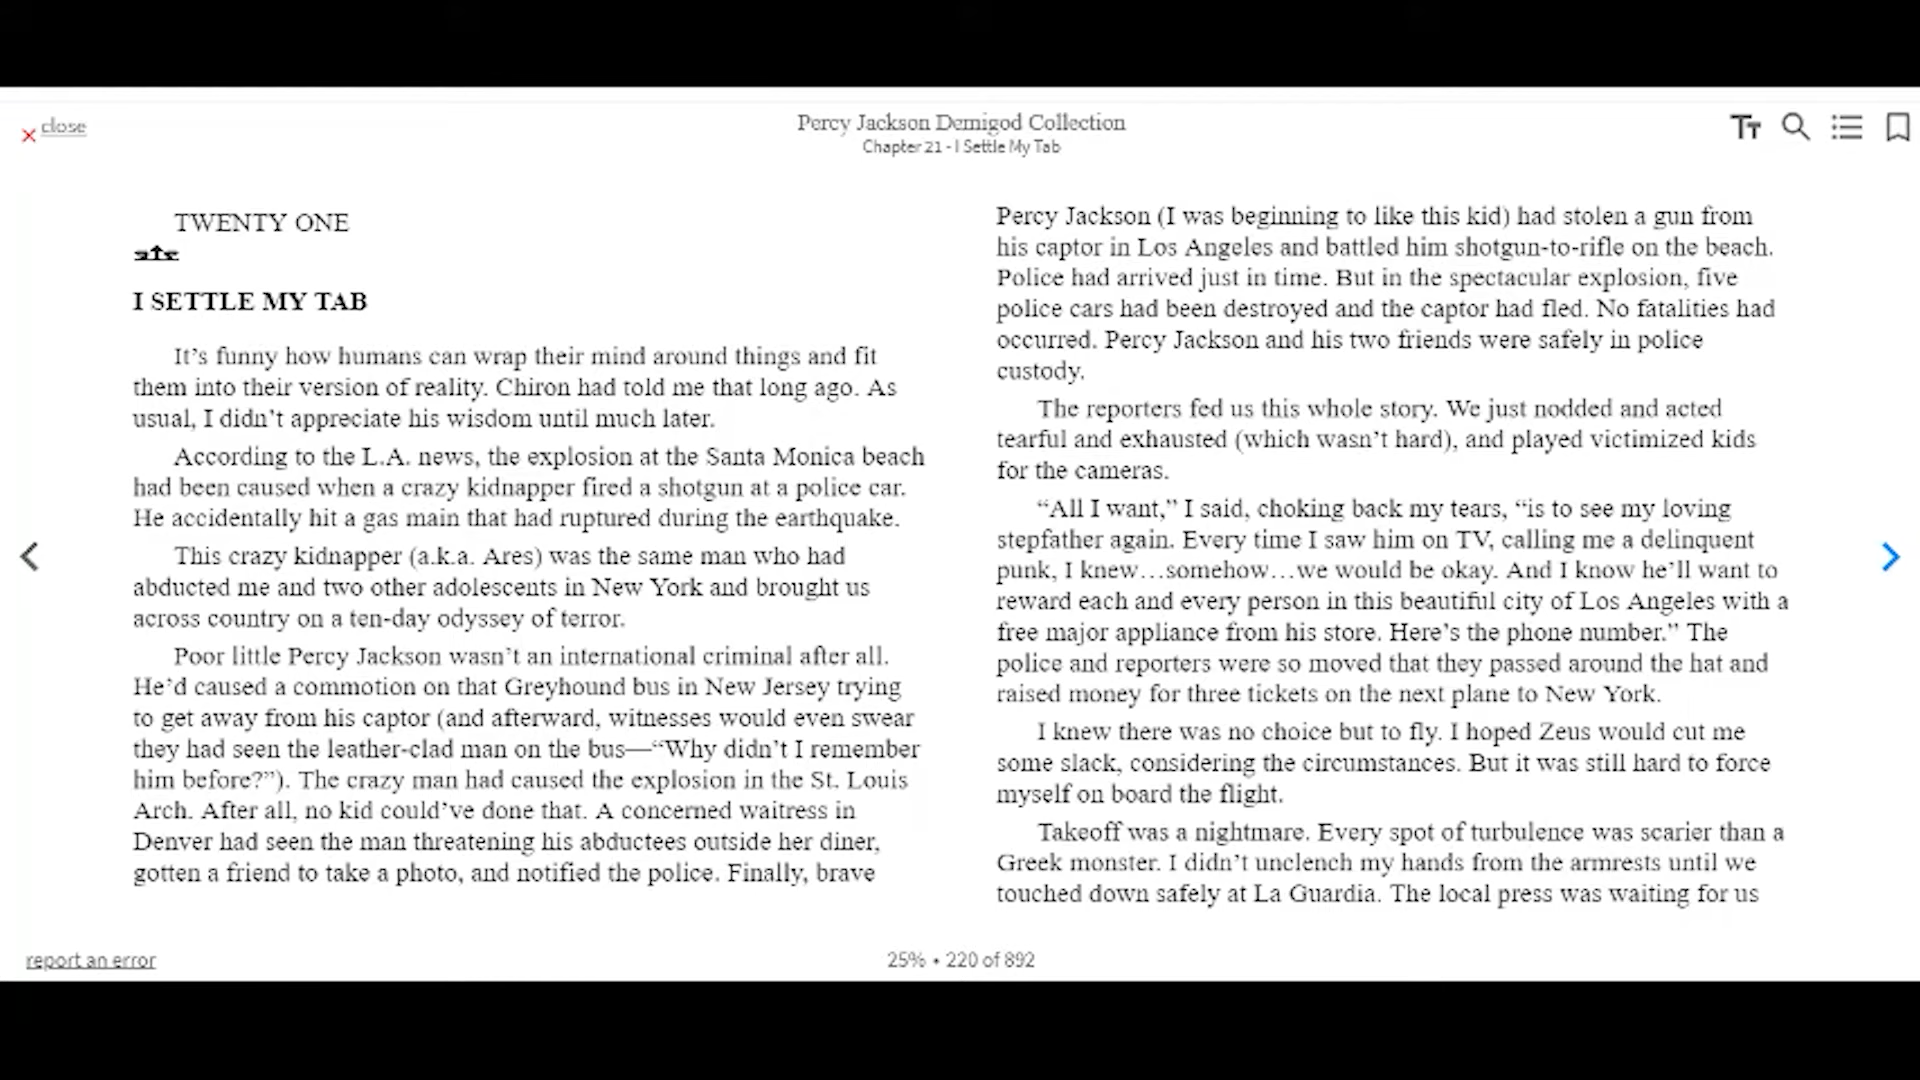 close
Percy Jackson Demigod Collection
Chapter 21 - I Settle My Tab
TWENTY ONE
I SETTLE MY TAB
It’s funny how humans can wrap their mind around things and fit
them into their version of reality. Chiron had told me that long ago. As
usual, I didn’t appreciate his wisdom until much later.
According to the L.A. news, the explosion at the Santa Monica beach
had been caused when a crazy kidnapper fired a shotgun at a police car.
He accidentally hit a gas main that had ruptured during the earthquake.
This crazy kidnapper (a.k.a. Ares) was the same man who had
abducted me and two other adolescents in New York and brought us
across country on a ten-day odyssey of terror.
Poor little Percy Jackson wasn’t an international criminal after all.
He’d caused a commotion on that Greyhound bus in New Jersey trying
to get away from his captor (and afterward, witnesses would even swear
they had seen the leather-clad man on the bus—“Why didn’t I remember
him before?”). The crazy man had caused the explosion in the St. Louis
Arch. After all, no kid could’ve done that. A concerned waitress in
Denver had seen the man threatening his abductees outside her diner,
gotten a friend to take a photo, and notified the police. Finally, brave
Percy Jackson (I was beginning to like this kid) had stolen a gun from
his captor in Los Angeles and battled him shotgun-to-rifle on the beach.
Police had arrived just in time. But in the spectacular explosion, five
police cars had been destroyed and the captor had fled. No fatalities had
occurred. Percy Jackson and his two friends were safely in police
custody.
The reporters fed us this whole story. We just nodded and acted
tearful and exhausted (which wasn’t hard), and played victimized kids
for the cameras.
“All I want,” I said, choking back my tears, “is to see my loving
stepfather again. Every time I saw him on TV, calling me a delinquent
punk, I knew…somehow…we would be okay. And I know he’ll want to
reward each and every person in this beautiful city of Los Angeles with a
free major appliance from his store. Here’s the phone number.” The
police and reporters were so moved that they passed around the hat and
raised money for three tickets on the next plane to New York.
I knew there was no choice but to fly. I hoped Zeus would cut me
some slack, considering the circumstances. But it was still hard to force
myself on board the flight.
Takeoff was a nightmare. Every spot of turbulence was scarier than a
Greek monster. I didn’t unclench my hands from the armrests until we
touched down safely at La Guardia. The local press was waiting for us
report an error
25% • 220 of 892